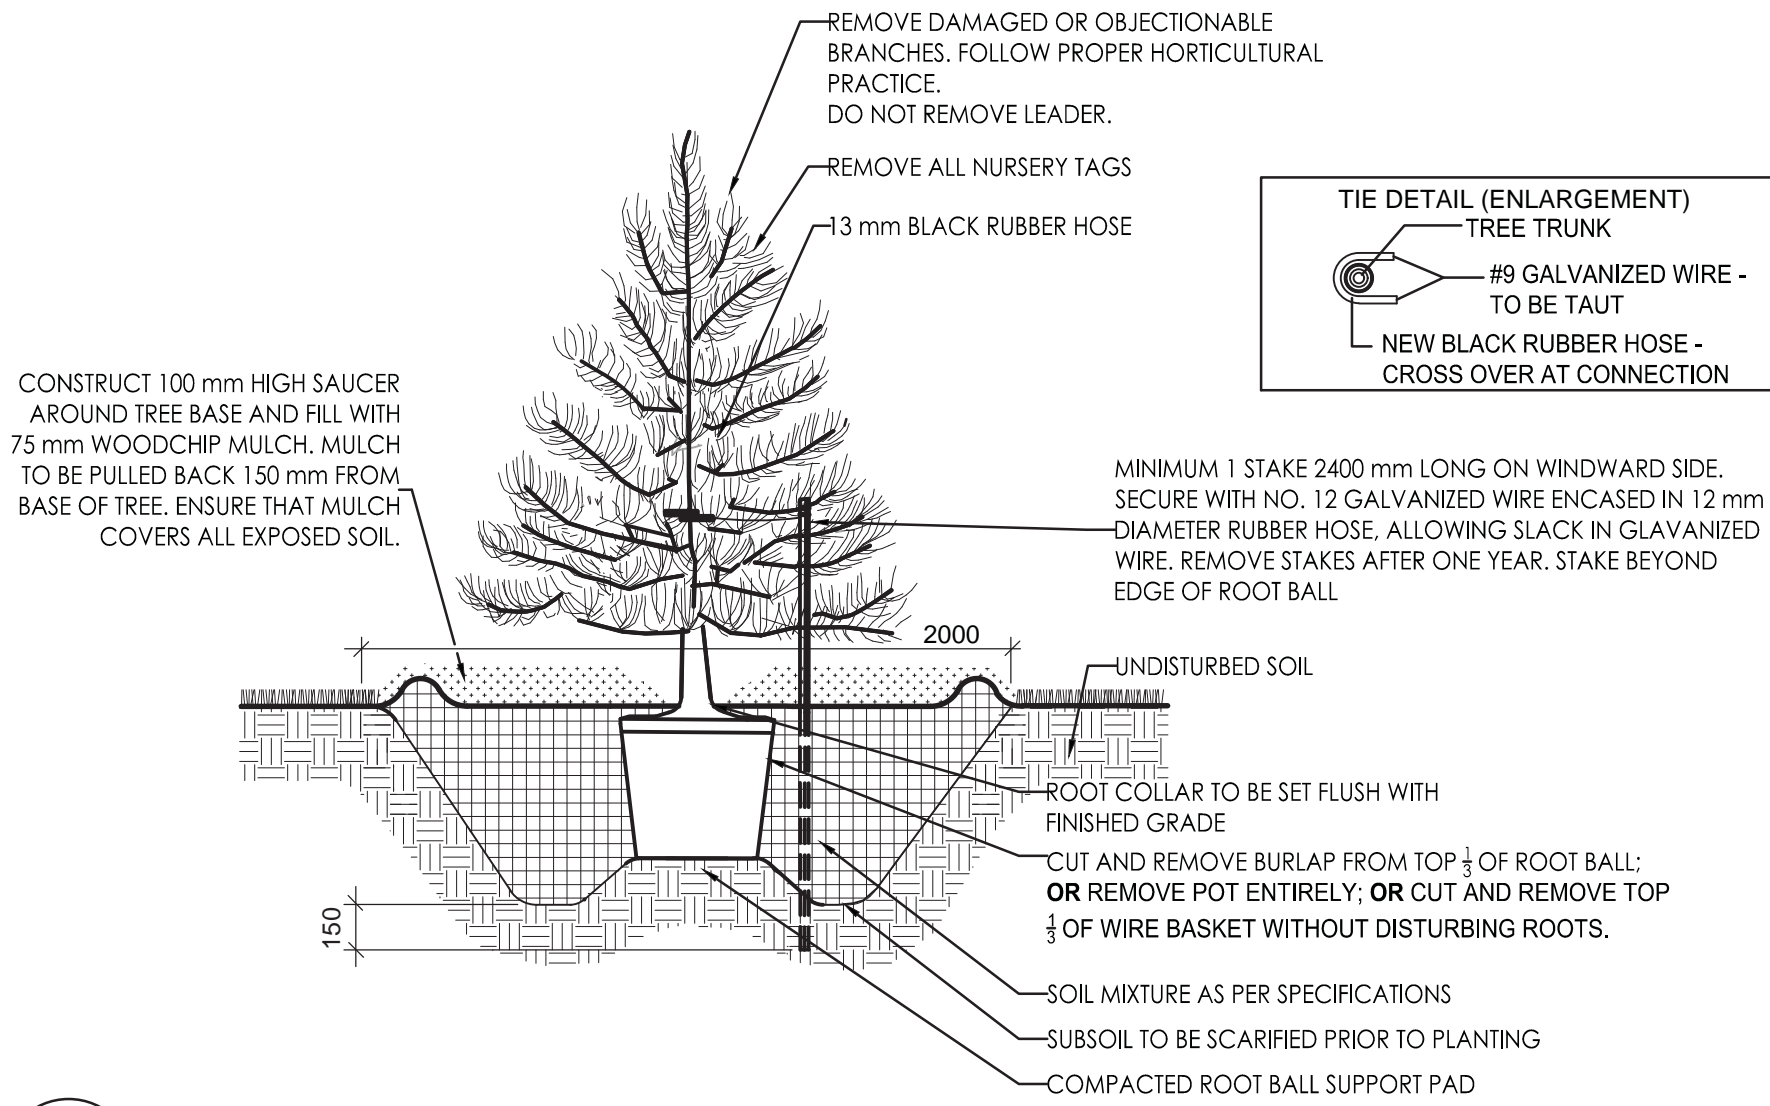 REMOVE DAMAGED OR OBJECTIONABLE
BRANCHES. FOLLOW PROPER HORTICULTURAL
PRACTICE.
DO NOT REMOVE LEADER.
REMOVE ALL NURSERY TAGS
13 mm BLACK RUBBER HOSE
TIE DETAIL (ENLARGEMENT)
TREE TRUNK
#9 GALVANIZED WIRE -
TO BE TAUT
NEW BLACK RUBBER HOSE -
CROSS OVER AT CONNECTION
CONSTRUCT 100 mm HIGH SAUCER
AROUND TREE BASE AND FILL WITH
75 mm WOODCHIP MULCH. MULCH
TO BE PULLED BACK 150 mm FROM
BASE OF TREE. ENSURE THAT MULCH
COVERS ALL EXPOSED SOIL.
MINIMUM 1 STAKE 2400 mm LONG ON WINDWARD SIDE.
SECURE WITH NO. 12 GALVANIZED WIRE ENCASED IN 12 mm
DIAMETER RUBBER HOSE, ALLOWING SLACK IN GLAVANIZED
WIRE. REMOVE STAKES AFTER ONE YEAR. STAKE BEYOND
EDGE OF ROOT BALL
2000
UNDISTURBED SOIL
ROOT COLLAR TO BE SET FLUSH WITH
FINISHED GRADE
CUT AND REMOVE BURLAP FROM TOP 1/3 OF ROOT BALL;
OR REMOVE POT ENTIRELY; OR CUT AND REMOVE TOP
1/3 OF WIRE BASKET WITHOUT DISTURBING ROOTS.
150
SOIL MIXTURE AS PER SPECIFICATIONS
SUBSOIL TO BE SCARIFIED PRIOR TO PLANTING
COMPACTED ROOT BALL SUPPORT PAD